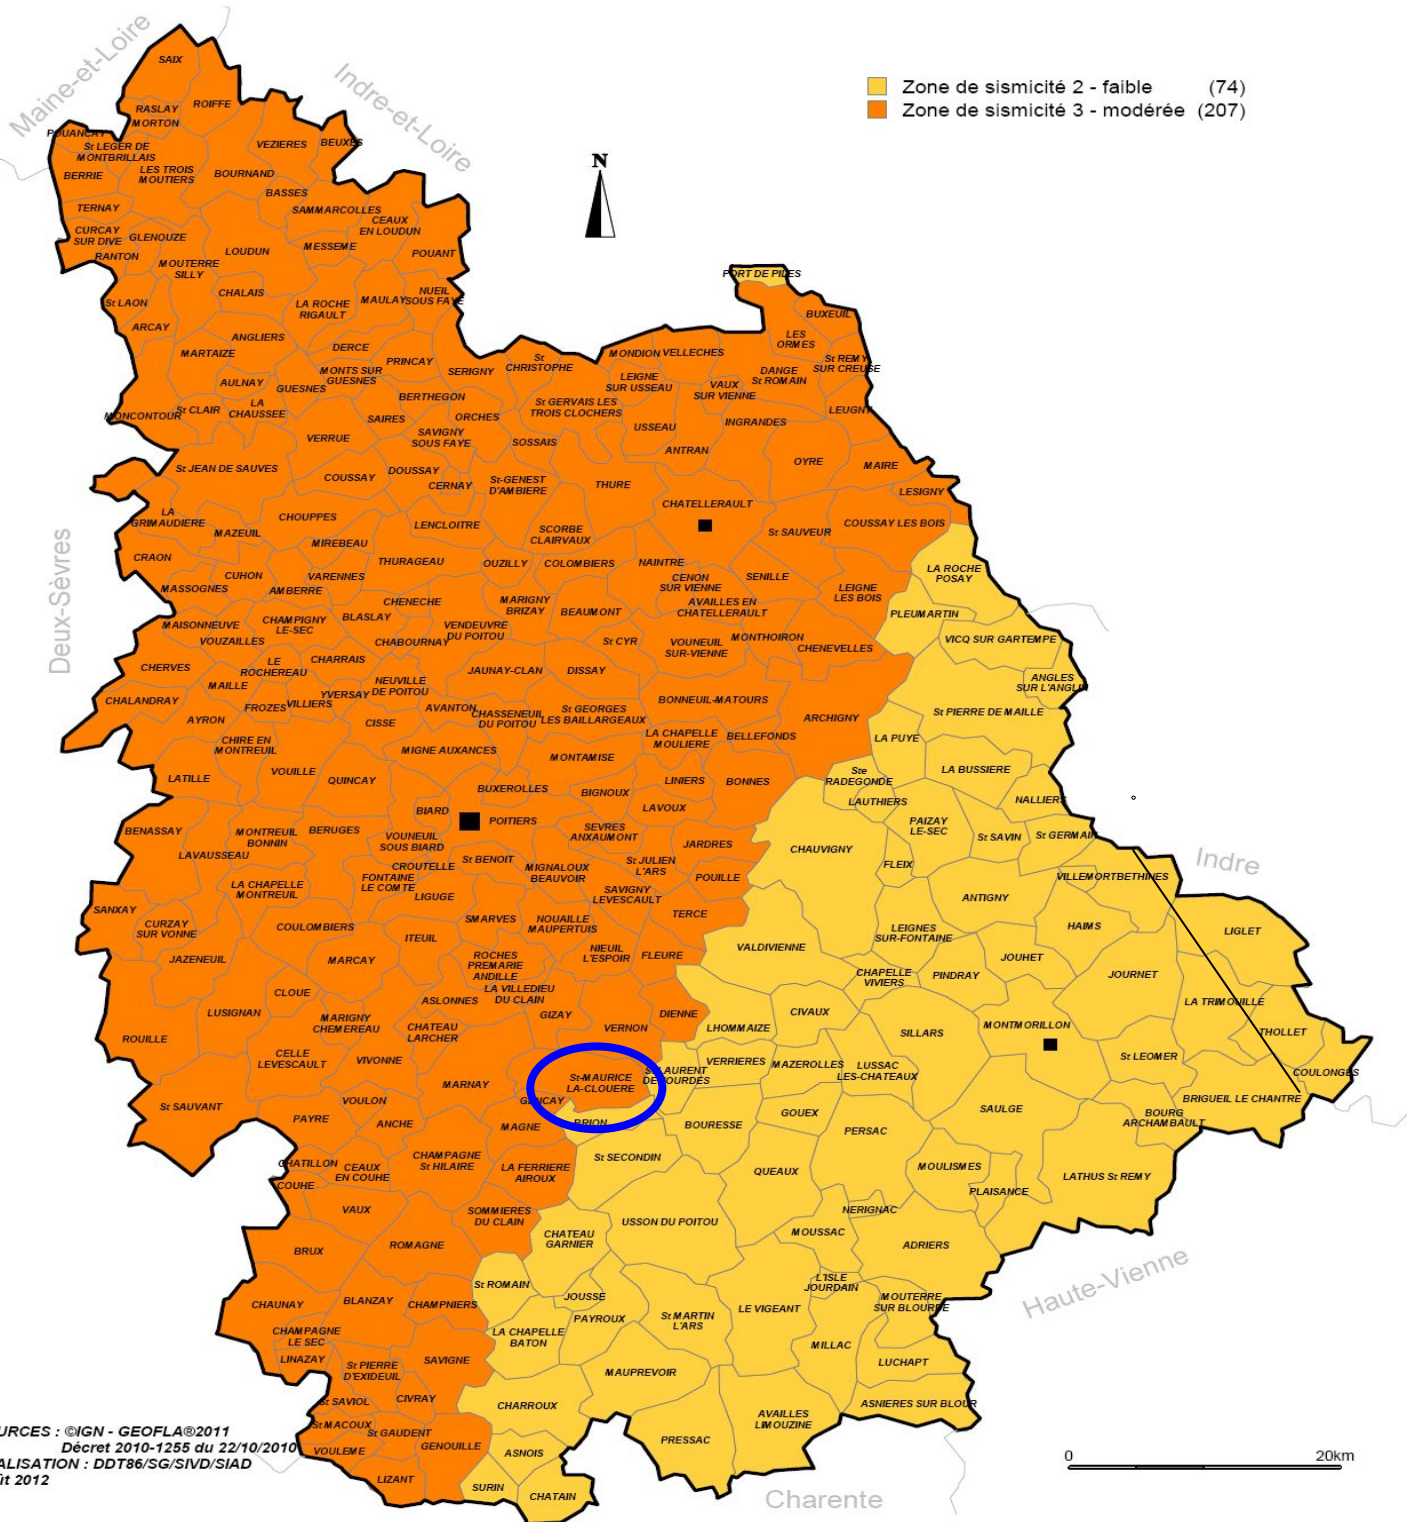 Maine-et-Loire
Indre-et-Loire
Zone de sismicité 2 - faible (74)
Zone de sismicité 3 - modérée (207)
N
SAIX
RASLAY
MORTON
ROIFFE
POUANCAY
St LEGER DE
MONTBRILLAIS
VEZIERES
BEUXES
BERRIE
LES TROIS
MOUTIERS
BOURNAND
BASSES
TERNAY
SAMMARCOLLES
CEAUX
EN LOUDUN
CURCAY
SUR DIVE
GLENOUZE
RANTON
MOUTERRE
SILLY
LOUDUN
MESSEME
POUANT
PORT DE PILES
St LAON
CHALAIS
LA ROCHE
RIGAULT
MAULAY
NUEIL
SOUS FAYE
BUXEUIL
ARCAY
ANGLIERS
LES
ORMES
MARTAIZE
DERCE
PRINCAY
MONTS SUR
GUESNES
SERIGNY
St
CHRISTOPHE
MONDION
VELLECHES
DANGE
St ROMAIN
St REMY
SUR CREUSE
AULNAY
GUESNES
BERTHEGON
LEIGNE
SUR USSEAU
VAUX
SUR VIENNE
MONCONTOUR
St CLAIR
LA
CHAUSSEE
SAIRES
ORCHES
St GERVAIS LES
TROIS CLOCHERS
USSEAU
INGRANDES
LEUGNY
VERRUE
SAVIGNY
SOUS FAYE
SOSSAIS
ANTRAN
OYRE
MAIRE
St JEAN DE SAUVES
COUSSAY
DOUSSAY
CERNAY
St-GENEST
D'AMBIERE
THURE
CHATELLERAULT
LESIGNY
LA
GRIMAUDIERE
MAZEUIL
CHOUPPES
MIREBEAU
LENCLOITRE
SCORBE
CLAIRVAUX
St SAUVEUR
COUSSAY LES BOIS
Deux-Sèvres
CRAON
CUHON
VARENNES
THURAGEAU
OUZILLY
COLOMBIERS
NAINTRE
CENON
SUR VIENNE
SENILLE
LEIGNE
LES BOIS
LA ROCHE
POSAY
MASSOGNES
AMBERRE
CHENECHE
MARIGNY
BRIZAY
BEAUMONT
AVAILLES EN
CHATELLERAULT
PLEUMARTIN
MAISONNEUVE
VOUZAILLES
CHAMPIGNY
LE-SEC
BLASLAY
CHABOURNAY
VENDEUVRE
DU POITOU
St CYR
VOUNEUIL
SUR-VIENNE
MONTHOIRON
CHENEVELLES
VICQ SUR GARTEMPE
CHERVES
LE
ROCHEREAU
CHARRAIS
NEUVILLE
DE POITOU
JAUNAY-CLAN
DISSAY
ANGLES
SUR L'ANGLIN
CHALANDRAY
MAILLE
FROZES
VILLIERS
YVERSAY
AVANTON
CHASSENEUIL
DU POITOU
St GEORGES
LES BAILLARGEAUX
BONNEUIL-MATOURS
ARCHIGNY
St PIERRE DE MAILLE
AYRON
CISSE
CHIRE EN
MONTREUIL
MIGNE AUXANCES
MONTAMISE
LA CHAPELLE
MOULIERE
BELLEFONDS
LA PUYE
LATILLE
VOUILLE
QUINCAY
BUXEROLLES
BIGNOUX
LINIERS
BONNES
Ste
RADEGONDE
LA BUSSIERE
LAUTHIERS
NALLIERS
BIARD
POITIERS
LAVOUX
PAIZAY
LE-SEC
St SAVIN
St GERMAIN
BENASSAY
LAVAUSSEAU
MONTREUIL
BONNIN
BERUGES
VOUNEUIL
SOUS BIARD
SEVRES
ANXAUMONT
JARDRES
CHAUVIGNY
FLEIX
Indre
CROUTELLE
St BENOIT
MIGNALOUX
BEAUVOIR
St JULIEN
L'ARS
POUILLE
VILLEMORT
BETHINES
LA CHAPELLE
MONTREUIL
FONTAINE
LE COMTE
LIGUGE
SAVIGNY
LEVESCAULT
ANTIGNY
SANXAY
CURZAY
SUR VONNE
COULOMBIERS
SMARVES
NOUAILLE
MAUPERTUIS
TERCE
LEIGNES
SUR-FONTAINE
HAIMS
LIGLET
ITEUIL
JAZENEUIL
MARCAY
ROCHES
PREMARIE
ANDILLE
NIEUIL
L'ESPOIR
FLEURE
VALDIVIENNE
CHAPELLE
VIVIERS
PINDRAY
JOUHET
JOURNET
CLOUE
ASLONNES
LA VILLEDIEU
DU CLAIN
LA TRIMOUILLE
LUSIGNAN
MARIGNY
CHEMEREAU
CHATEAU
LARCHER
GIZAY
VERNON
DIENNE
LHOMMAIZE
CIVAUX
SILLARS
MONTMORILLON
THOLLET
ROUILLE
CELLE
LEVESCAULT
VIVONNE
St LAURENT
DE JOURDES
VERRIERES
MAZEROLLES
LUSSAC
LES-CHATEAUX
St LEOMER
COULONGES
MARNAY
St-MAURICE
LA-CLOUERE
BRIGUEIL LE CHANTRE
St SAUVANT
VOULON
GENCAY
SAULGE
BOURG
ARCHAMBAULT
PAYRE
ANCHE
MAGNE
BRION
BOURESSE
GOUEX
PERSAC
CHATILLON
CEAUX
EN COUHE
CHAMPAGNE
St HILAIRE
LA FERRIERE
AIROUX
St SECONDIN
QUEAUX
MOULISMES
LATHUS St REMY
COUHE
PLAISANCE
VAUX
SOMMIERES
DU CLAIN
USSON DU POITOU
NERIGNAC
BRUX
ROMAGNE
CHATEAU
GARNIER
MOUSSAC
ADRIERS
St ROMAIN
L'ISLE
JOURDAIN
Haute-Vienne
CHAUNAY
BLANZAY
CHAMPNIERS
JOUSSE
PAYROUX
St MARTIN
L'ARS
LE VIGEANT
MOUTERRE
SUR BLOURDE
CHAMPAGNE
LE SEC
LA CHAPELLE
BATON
MILLAC
LINAZAY
St PIERRE
D'EXIDEUIL
SAVIGNE
MAUPREVOIR
LUCHAPT
St SAVIOL
CIVRAY
CHARROUX
AVAILLES
LIMOUZINE
ASNIERES SUR BLOUR
St MACOUX
St GAUDENT
VOULEME
GENOUILLE
ASNOIS
PRESSAC
LIZANT
SURIN
CHATAIN
Charente
0 20km
URCES : ©IGN - GEOFLA®2011
Décret 2010-1255 du 22/10/2010
ALISATION : DDT86/SG/SIVD/SIAD
ût 2012